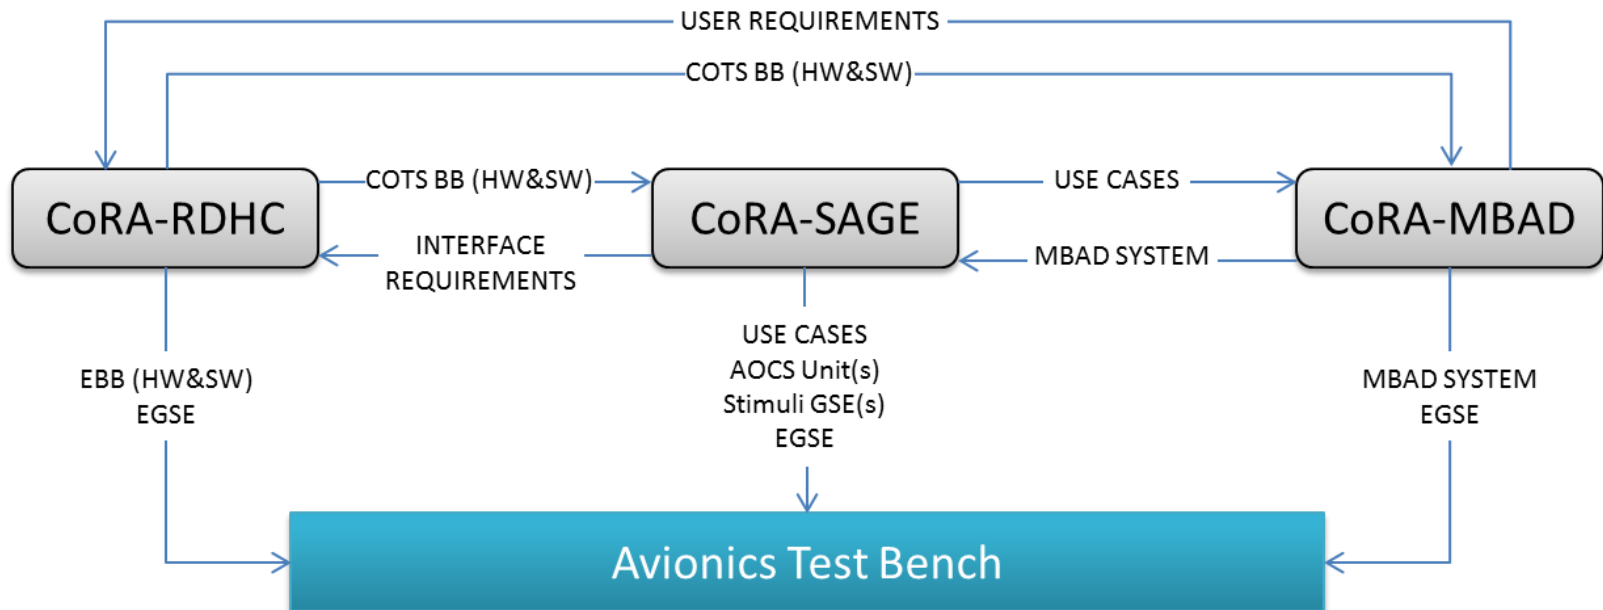 USER REQUIREMENTS
COTS BB (HW&SW)
COTS BB (HW&SW)
USE CASES
CoRA-RDHC
CoRA-SAGE
CoRA-MBAD
INTERFACE
REQUIREMENTS
MBAD SYSTEM
EBB (HW&SW)
EGSE
USE CASES
AOCS Unit(s)
Stimuli GSE(s)
EGSE
MBAD SYSTEM
EGSE
Avionics Test Bench